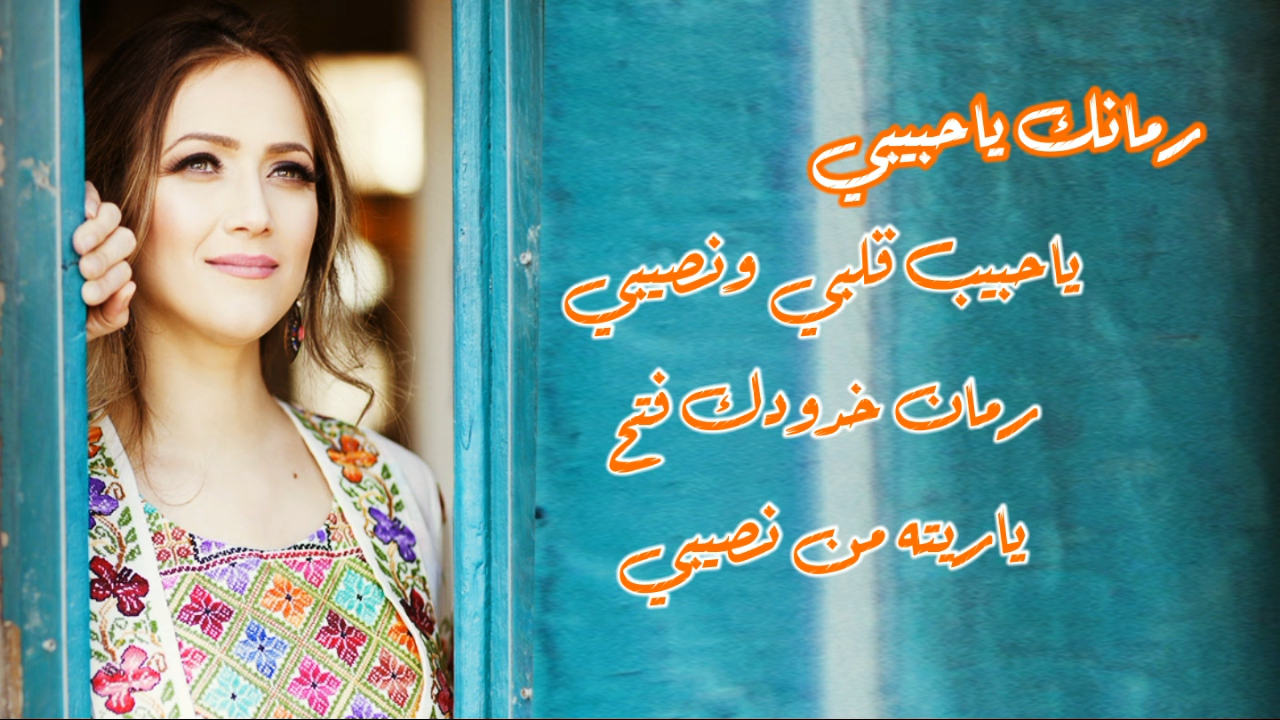 رمانك ياحبيبي
ياحبيب قلبي ونصيبي
رمان خدودك فتح
ياريته من نصيبي